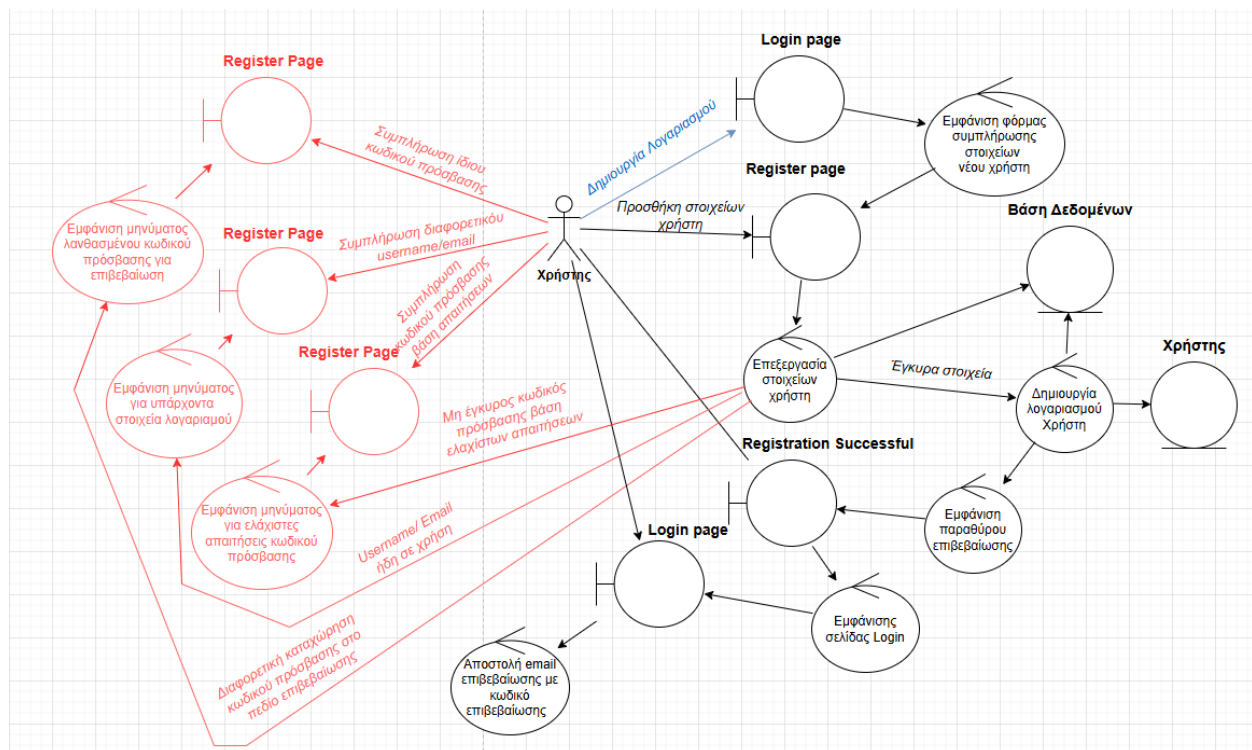 Register Page
Συμπλήρωση ίδιου
κωδικού πρόσβασης
Εμφάνιση μηνύματος
λανθασμένου κωδικού
πρόσβασης για
επιβεβαίωση
Register Page
Συμπλήρωση διαφορετικόυ
username/email
Συμπλήρωση
κωδικού πρόσβασης
βάση απαιτήσεων
Εμφάνιση μηνύματος
για υπάρχοντα
στοιχεία λογαριαμού
Register Page
Μη έγκυρος κωδικός
πρόσβασης βάση
ελαχίστων απαιτήσεων
Εμφάνιση μηνύματος
για ελάχιστες
απαιτήσεις κωδικού
πρόσβασης
Username/ Email
ήδη σε χρήση
Διαφορετική καταχώρηση
κωδικού πρόσβασης στο
πεδίο επιβεβαίωσης
Χρήστης
Δημιουργία Λογαριασμού
Login page
Εμφάνιση φόρμας
συμπλήρωσης
στοιχείων
νέου χρήστη
Register page
Προσθήκη στοιχείων
χρήστη
Βάση Δεδομένων
Επεξεργασία
στοιχείων
χρήστη
Έγκυρα στοιχεία
Δημιουργία
λογαριασμού
Χρήστη
Χρήστης
Registration Successful
Εμφάνιση
παραθύρου
επιβεβαίωσης
Login page
Εμφάνισης
σελίδας Login
Αποστολή email
επιβεβαίωσης με
κωδικό
επιβεβαίωσης